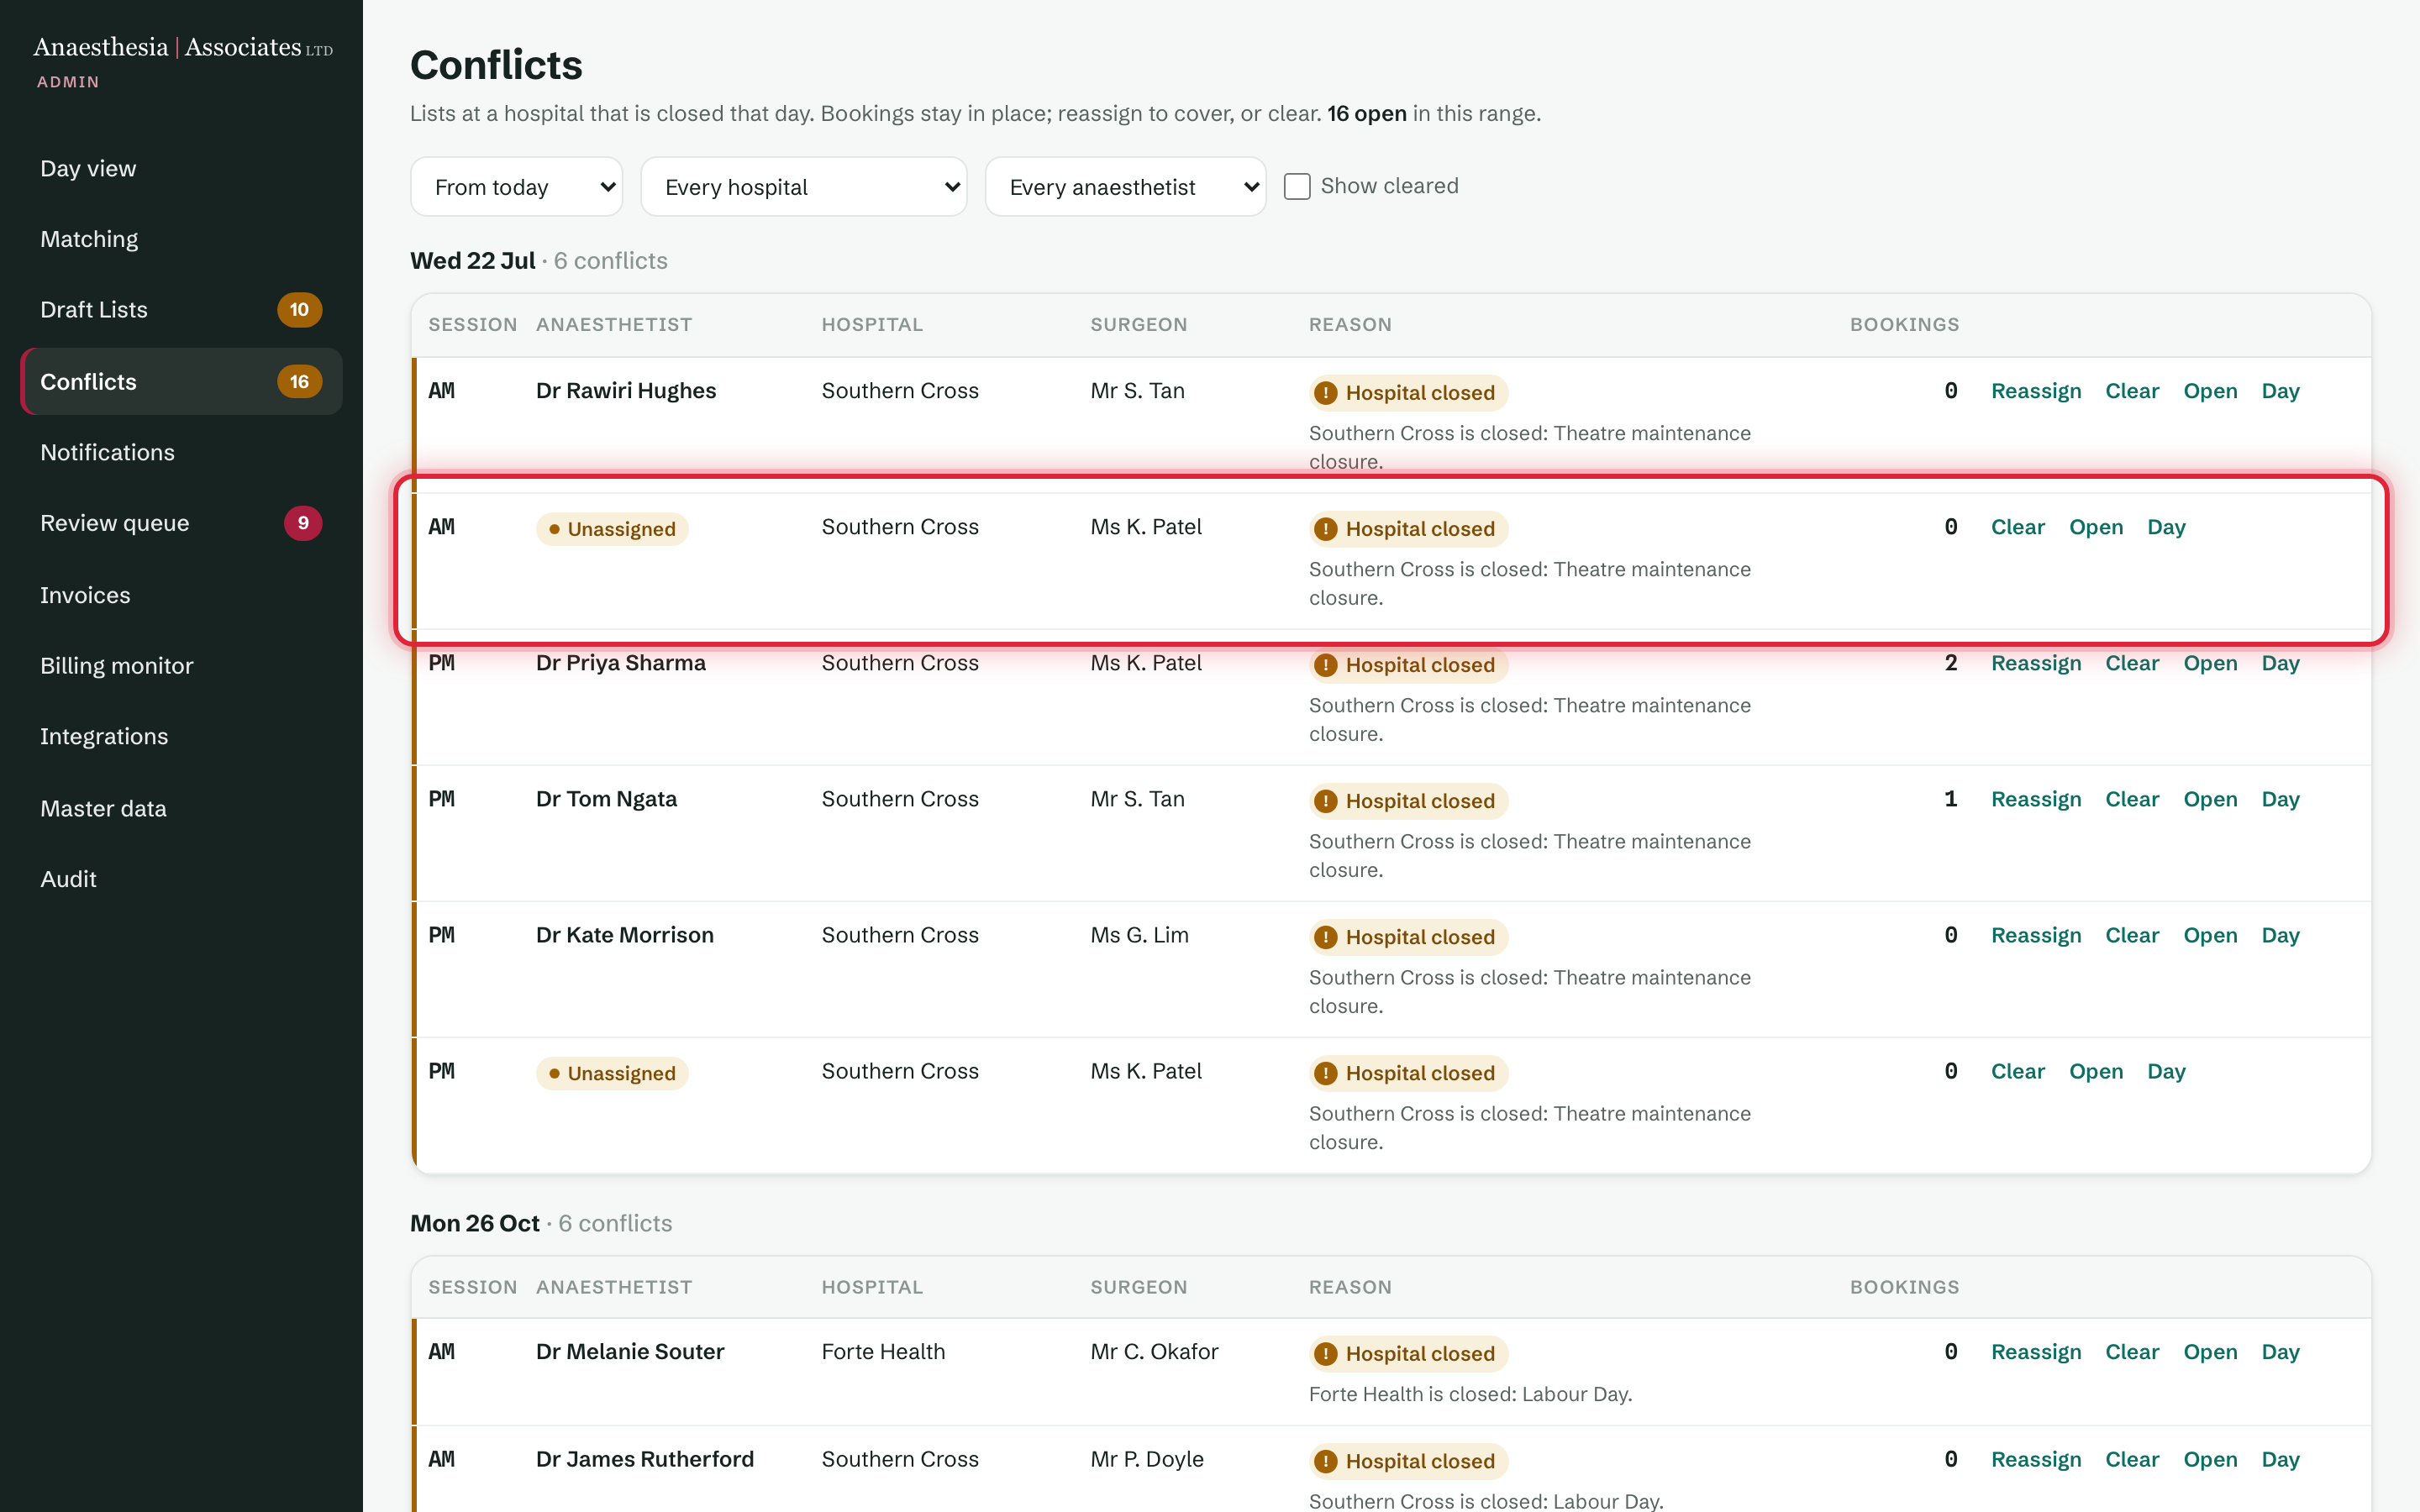 Anaesthesia | Associates LTD
ADMIN
Day view
Matching
Draft Lists 10
Conflicts 16
Notifications
Review queue 9
Invoices
Billing monitor
Integrations
Master data
Audit
Conflicts
Lists at a hospital that is closed that day. Bookings stay in place; reassign to cover, or clear. 16 open in this range.
From today Every hospital Every anaesthetist Show cleared
Wed 22 Jul · 6 conflicts
SESSION ANAESTHETIST HOSPITAL SURGEON REASON BOOKINGS
AM Dr Rawiri Hughes Southern Cross Mr S. Tan ! Hospital closed 0 Reassign Clear Open Day
Southern Cross is closed: Theatre maintenance
closure.
AM Unassigned Southern Cross Ms K. Patel ! Hospital closed 0 Clear Open Day
Southern Cross is closed: Theatre maintenance
closure.
PM Dr Priya Sharma Southern Cross Ms K. Patel ! Hospital closed 2 Reassign Clear Open Day
Southern Cross is closed: Theatre maintenance
closure.
PM Dr Tom Ngata Southern Cross Mr S. Tan ! Hospital closed 1 Reassign Clear Open Day
Southern Cross is closed: Theatre maintenance
closure.
PM Dr Kate Morrison Southern Cross Ms G. Lim ! Hospital closed 0 Reassign Clear Open Day
Southern Cross is closed: Theatre maintenance
closure.
PM Unassigned Southern Cross Ms K. Patel ! Hospital closed 0 Clear Open Day
Southern Cross is closed: Theatre maintenance
closure.
Mon 26 Oct · 6 conflicts
SESSION ANAESTHETIST HOSPITAL SURGEON REASON BOOKINGS
AM Dr Melanie Souter Forte Health Mr C. Okafor ! Hospital closed 0 Reassign Clear Open Day
Forte Health is closed: Labour Day.
AM Dr James Rutherford Southern Cross Mr P. Doyle ! Hospital closed 0 Reassign Clear Open Day
Southern Cross is closed: Labour Day.